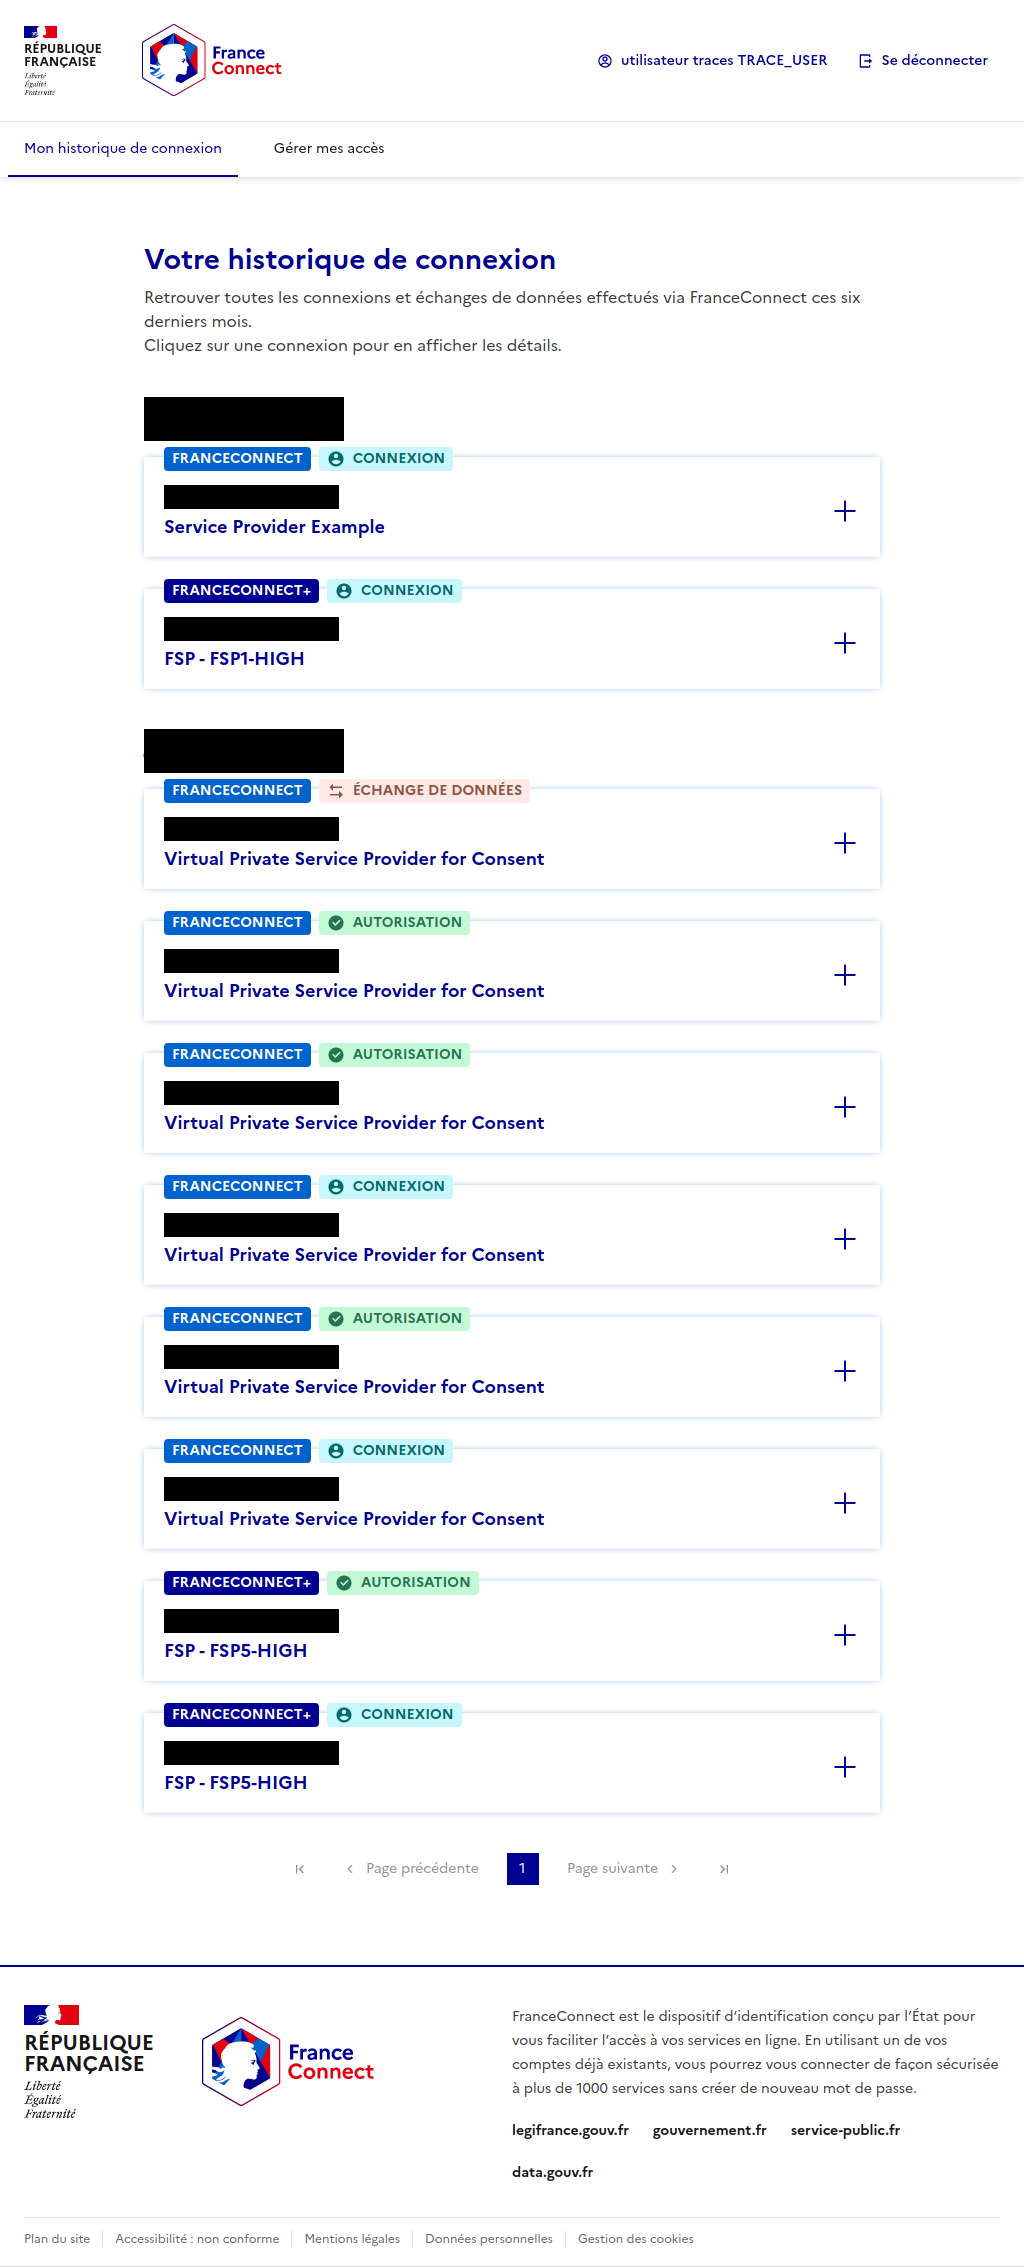 RÉPUBLIQUE
FRANÇAISE
Liberté
Égalité
Fraternité
France
Connect
utilisateur traces TRACE_USER
Se déconnecter
Mon historique de connexion
Gérer mes accès
Votre historique de connexion
Retrouver toutes les connexions et échanges de données effectués via FranceConnect ces six
derniers mois.
Cliquez sur une connexion pour en afficher les détails.
FRANCECONNECT CONNEXION
Service Provider Example
FRANCECONNECT+ CONNEXION
FSP - FSP1-HIGH
FRANCECONNECT ÉCHANGE DE DONNÉES
Virtual Private Service Provider for Consent
FRANCECONNECT AUTORISATION
Virtual Private Service Provider for Consent
FRANCECONNECT AUTORISATION
Virtual Private Service Provider for Consent
FRANCECONNECT CONNEXION
Virtual Private Service Provider for Consent
FRANCECONNECT AUTORISATION
Virtual Private Service Provider for Consent
FRANCECONNECT CONNEXION
Virtual Private Service Provider for Consent
FRANCECONNECT+ AUTORISATION
FSP - FSP5-HIGH
FRANCECONNECT+ CONNEXION
FSP - FSP5-HIGH
Page précédente 1 Page suivante
RÉPUBLIQUE
FRANÇAISE
Liberté
Égalité
Fraternité
France
Connect
FranceConnect est le dispositif d’identification conçu par l’État pour
vous faciliter l’accès à vos services en ligne. En utilisant un de vos
comptes déjà existants, vous pourrez vous connecter de façon sécurisée
à plus de 1000 services sans créer de nouveau mot de passe.
legifrance.gouv.fr gouvernement.fr service-public.fr
data.gouv.fr
Plan du site Accessibilité : non conforme Mentions légales Données personnelles Gestion des cookies